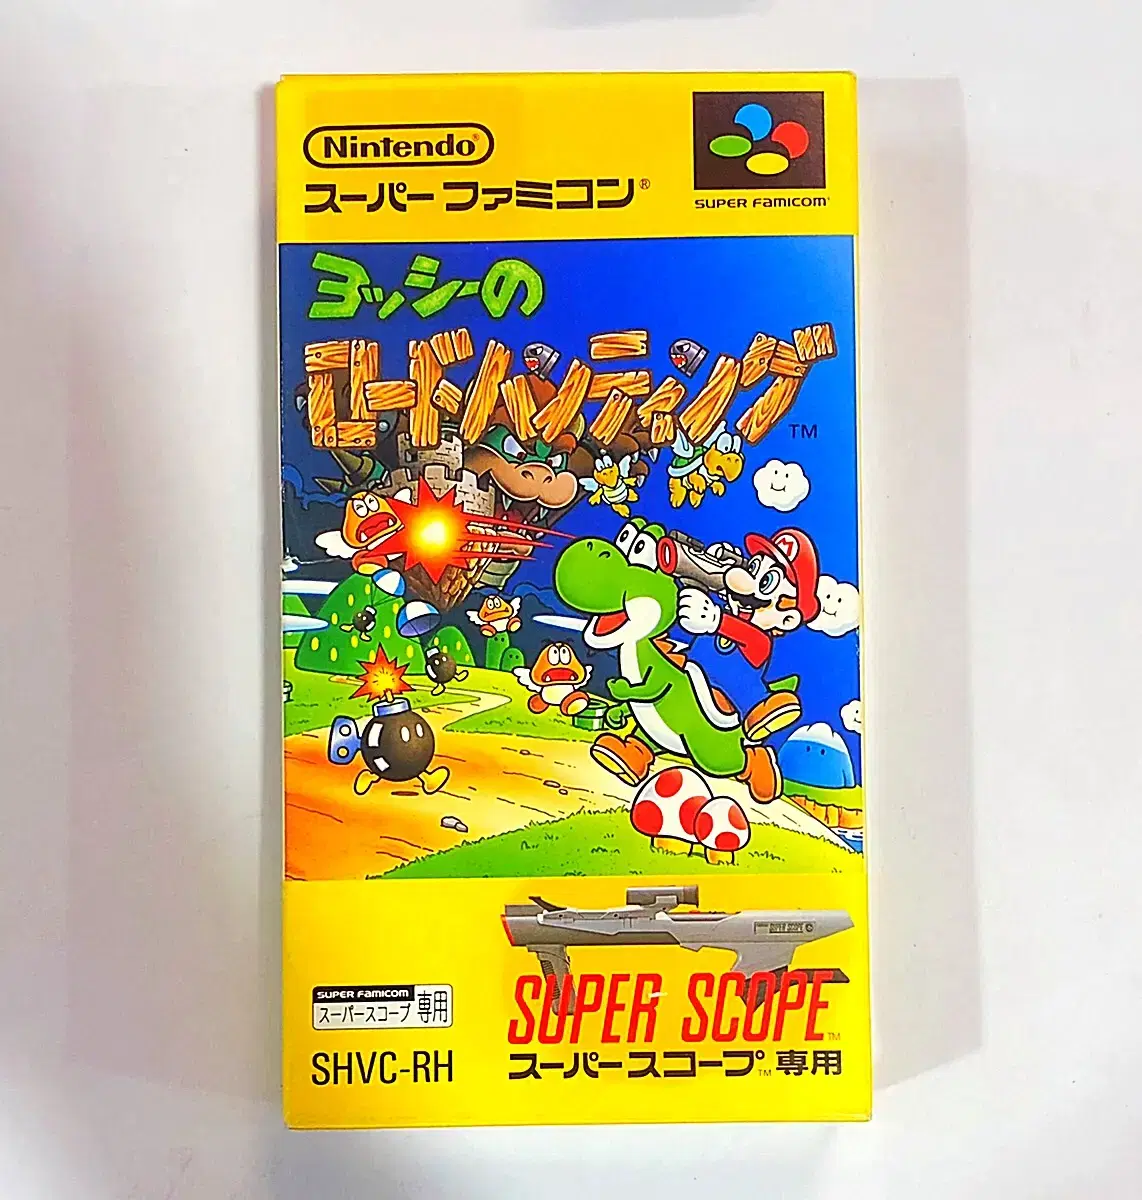 Nintendo®
スーパーファミコン®
SUPER FAMICOM®
ヨッシーの
ロードハンティング
TM
M
SUPER SCOPE
SUPER FAMICOM
スーパースコープ 専用
SHVC-RH
SUPER SCOPE™
スーパースコープ™専用